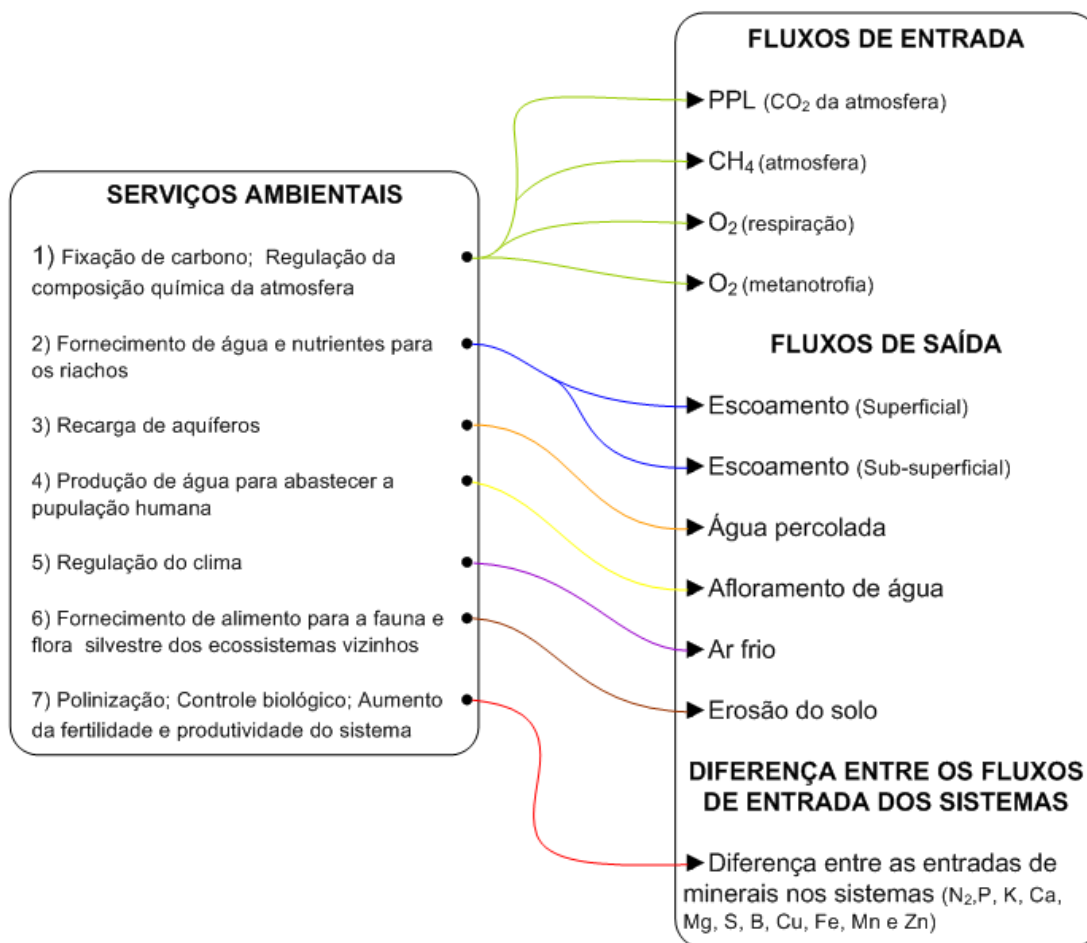 SERVIÇOS AMBIENTAIS
1) Fixação de carbono; Regulação da
composição química da atmosfera
2) Fornecimento de água e nutrientes para
os riachos
3) Recarga de aquíferos
4) Produção de água para abastecer a
pupulação humana
5) Regulação do clima
6) Fornecimento de alimento para a fauna e
flora silvestre dos ecossistemas vizinhos
7) Polinização; Controle biológico; Aumento
da fertilidade e produtividade do sistema
FLUXOS DE ENTRADA
PPL (CO₂ da atmosfera)
CH₄ (atmosfera)
O₂ (respiração)
O₂ (metanotrofia)
FLUXOS DE SAÍDA
Escoamento (Superficial)
Escoamento (Sub-superficial)
Água percolada
Afloramento de água
Ar frio
Erosão do solo
DIFERENÇA ENTRE OS FLUXOS
DE ENTRADA DOS SISTEMAS
Diferença entre as entradas de
minerais nos sistemas (N₂,P, K, Ca,
Mg, S, B, Cu, Fe, Mn e Zn)